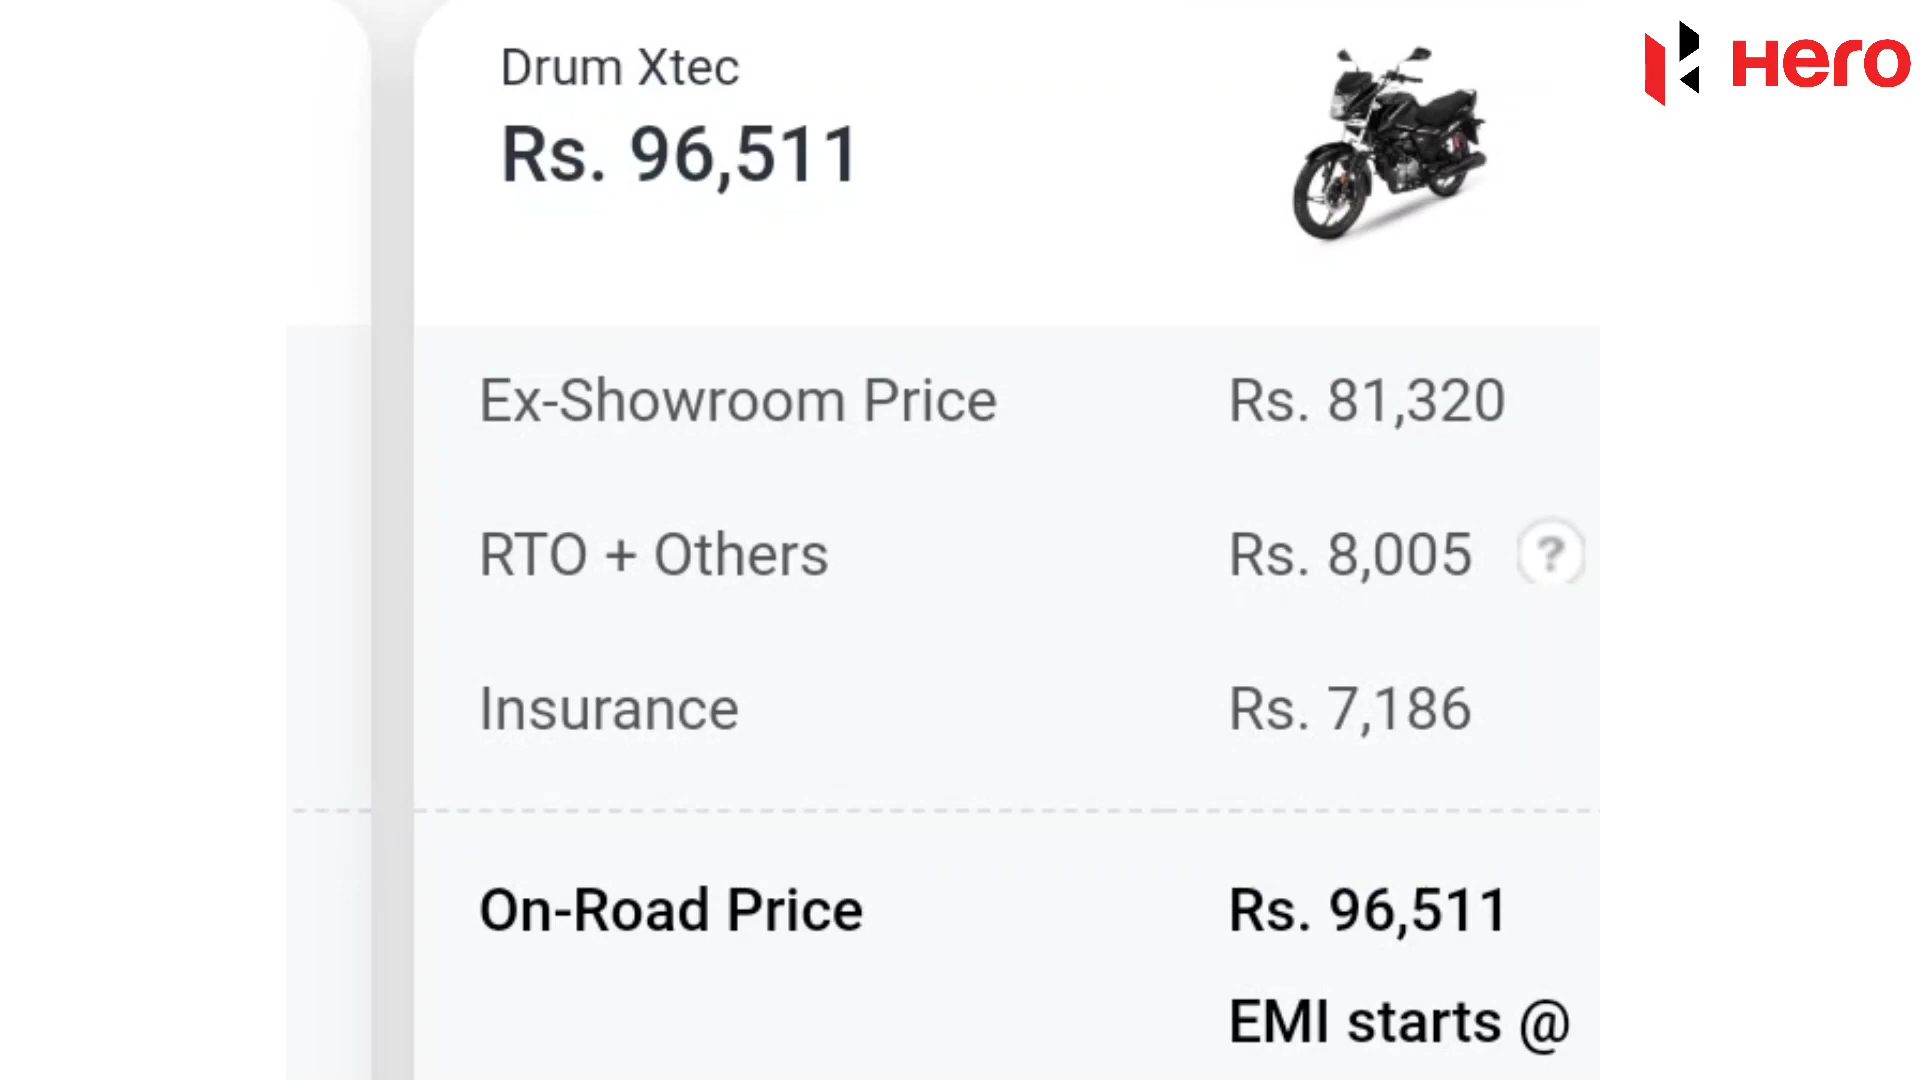 Drum Xtec
Rs. 96,511
Hero
Ex-Showroom Price Rs. 81,320
RTO + Others Rs. 8,005 ?
Insurance Rs. 7,186
On-Road Price Rs. 96,511
EMI starts @